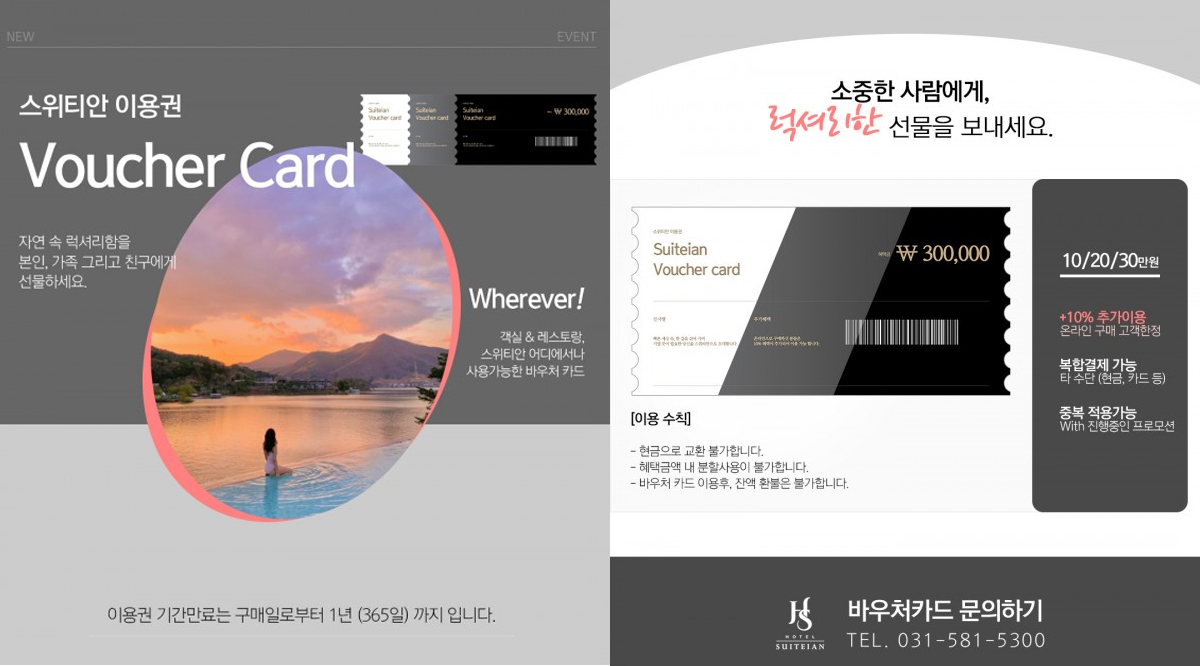 NEW
EVENT
스위티안 이용권
Voucher Card
Suiteian
Voucher card
Suiteian
Voucher card
Suiteian
Voucher card
₩ 300,000
자연 속 럭셔리함을
본인, 가족 그리고 친구에게
선물하세요.
Wherever!
객실 & 레스토랑,
스위티안 어디에서나
사용가능한 바우처 카드
이용권 기간만료는 구매일로부터 1년 (365일) 까지 입니다.
소중한 사람에게,
럭셔리한 선물을 보내세요.
스위티안 이용권
Suiteian
Voucher card
₩ 300,000
10/20/30만원
+10% 추가이용
온라인 구매 고객한정
복합결제 가능
타 수단 (현금, 카드 등)
중복 적용가능
With 진행중인 프로모션
[이용 수칙]
- 현금으로 교환 불가합니다.
- 혜택금액 내 분할사용이 불가합니다.
- 바우처 카드 이용후, 잔액 환불은 불가합니다.
HS
HOTEL
SUITEIAN
바우처카드 문의하기
TEL. 031-581-5300